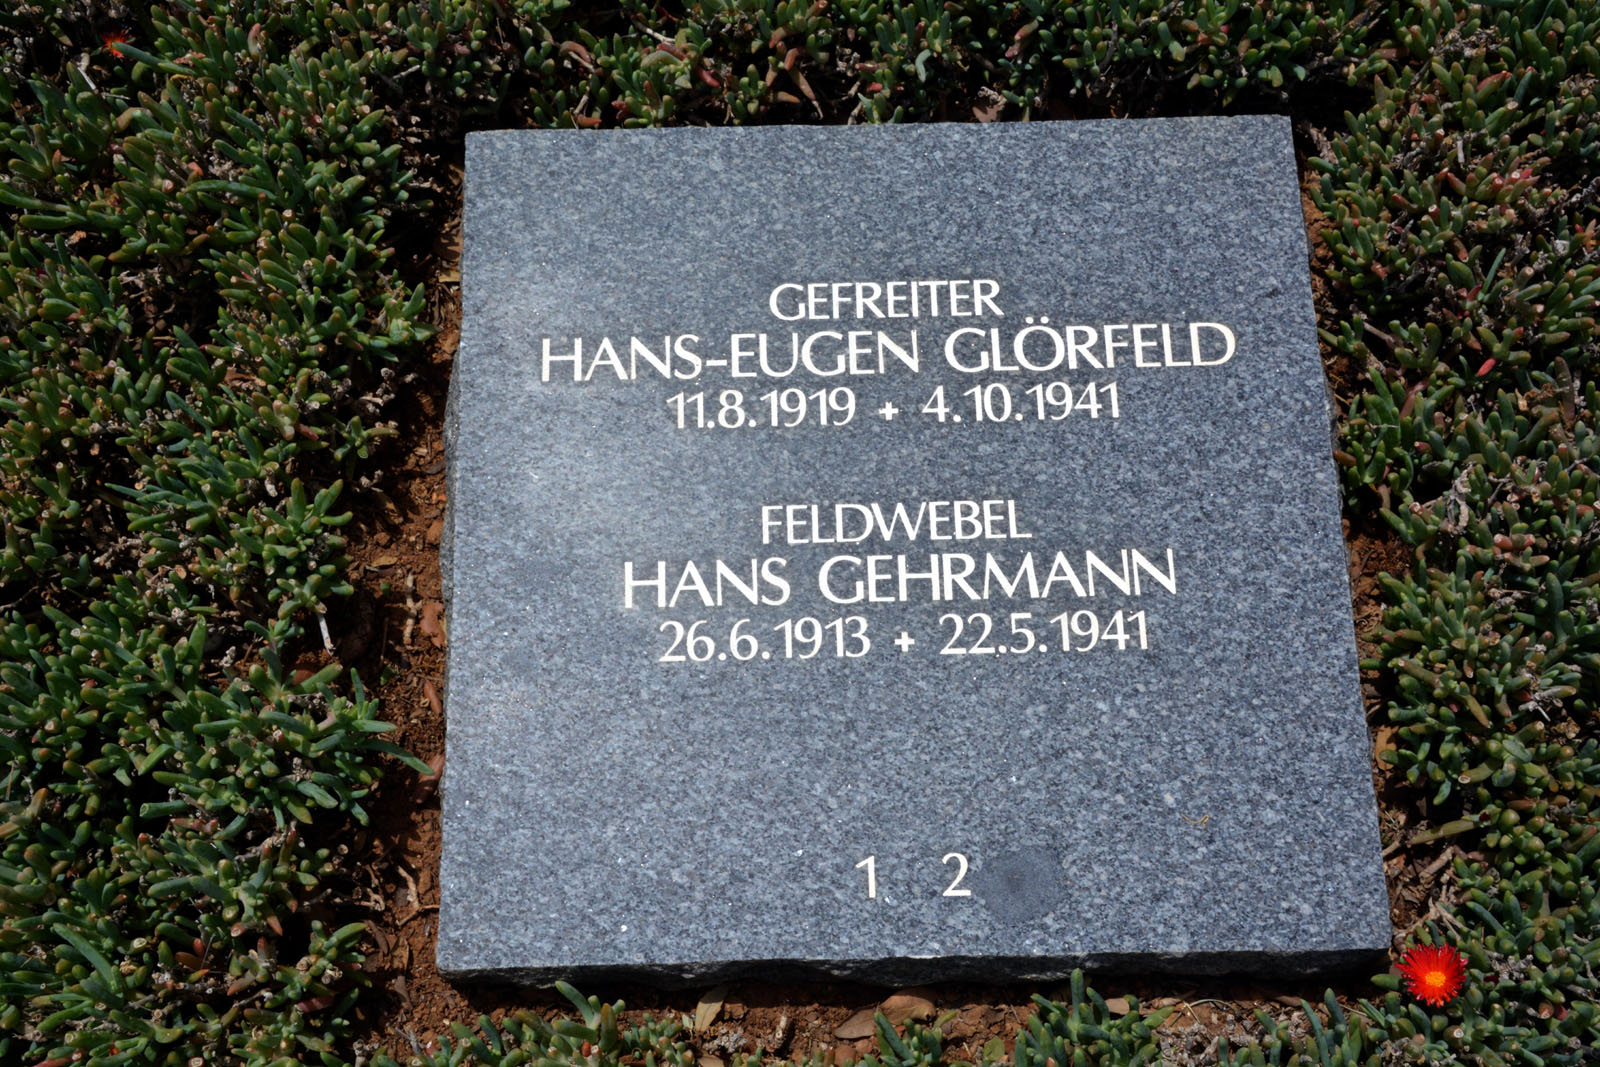 GEFREITER
HANS-EUGEN GLÖRFELD
11.8.1919 + 4.10.1941
FELDWEBEL
HANS GEHRMANN
26.6.1913 + 22.5.1941
1 2